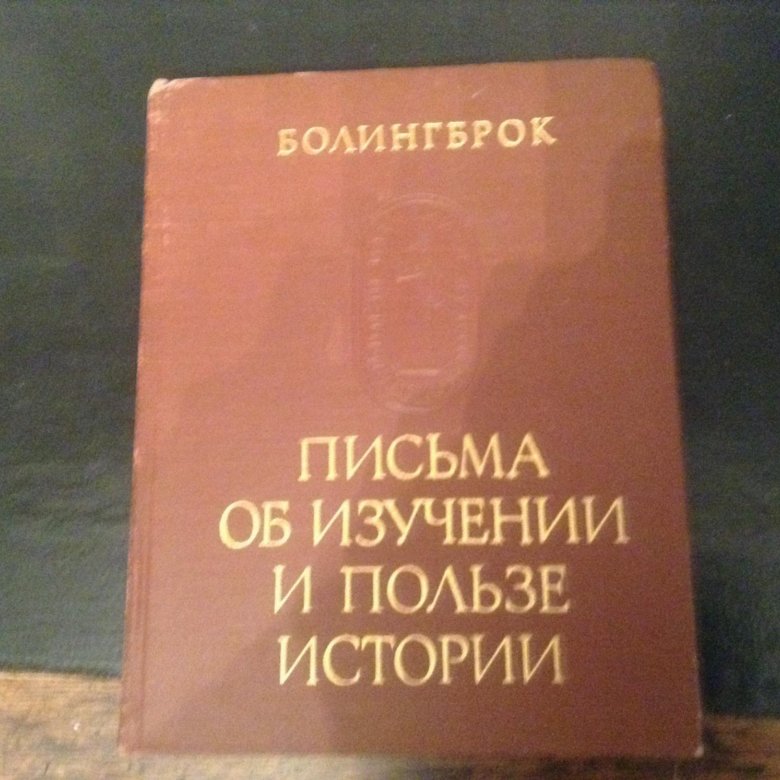 БОЛИНГБРОК
ПИСЬМА
ОБ ИЗУЧЕНИИ
И ПОЛЬЗЕ
ИСТОРИИ